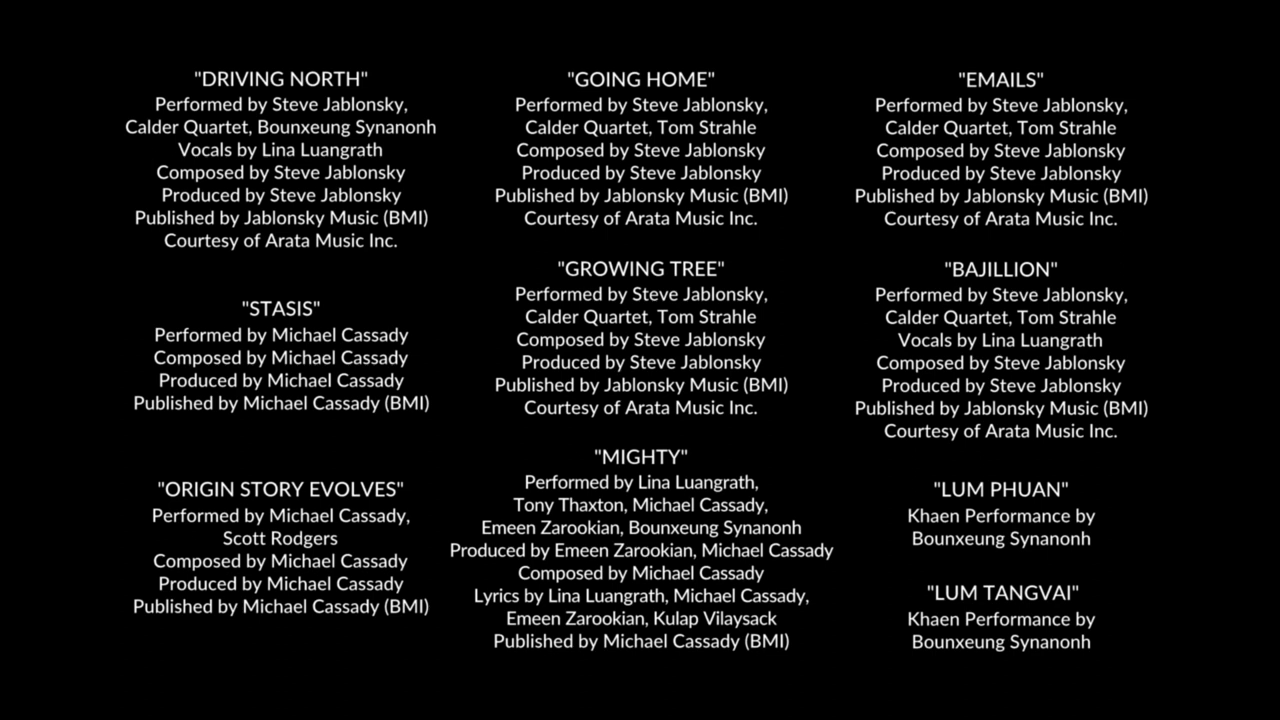 "DRIVING NORTH"
Performed by Steve Jablonsky,
Calder Quartet, Bounxeung Synanonh
Vocals by Lina Luangrath
Composed by Steve Jablonsky
Produced by Steve Jablonsky
Published by Jablonsky Music (BMI)
Courtesy of Arata Music Inc.
"STASIS"
Performed by Michael Cassady
Composed by Michael Cassady
Produced by Michael Cassady
Published by Michael Cassady (BMI)
"ORIGIN STORY EVOLVES"
Performed by Michael Cassady,
Scott Rodgers
Composed by Michael Cassady
Produced by Michael Cassady
Published by Michael Cassady (BMI)
"GOING HOME"
Performed by Steve Jablonsky,
Calder Quartet, Tom Strahle
Composed by Steve Jablonsky
Produced by Steve Jablonsky
Published by Jablonsky Music (BMI)
Courtesy of Arata Music Inc.
"GROWING TREE"
Performed by Steve Jablonsky,
Calder Quartet, Tom Strahle
Composed by Steve Jablonsky
Produced by Steve Jablonsky
Published by Jablonsky Music (BMI)
Courtesy of Arata Music Inc.
"MIGHTY"
Performed by Lina Luangrath,
Tony Thaxton, Michael Cassady,
Emeen Zarookian, Bounxeung Synanonh
Produced by Emeen Zarookian, Michael Cassady
Composed by Michael Cassady
Lyrics by Lina Luangrath, Michael Cassady,
Emeen Zarookian, Kulap Vilaysack
Published by Michael Cassady (BMI)
"EMAILS"
Performed by Steve Jablonsky,
Calder Quartet, Tom Strahle
Composed by Steve Jablonsky
Produced by Steve Jablonsky
Published by Jablonsky Music (BMI)
Courtesy of Arata Music Inc.
"BAJILLION"
Performed by Steve Jablonsky,
Calder Quartet, Tom Strahle
Vocals by Lina Luangrath
Composed by Steve Jablonsky
Produced by Steve Jablonsky
Published by Jablonsky Music (BMI)
Courtesy of Arata Music Inc.
"LUM PHUAN"
Khaen Performance by
Bounxeung Synanonh
"LUM TANGVAI"
Khaen Performance by
Bounxeung Synanonh